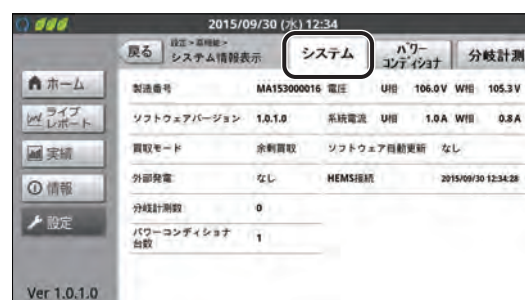 2015/09/30 (水) 12:34
戻る
設定 > 高機能 >
システム情報表示
システム
パワー
コンディショナ
分岐計測
ホーム
ライブ
レポート
実績
情報
設定
Ver 1.0.1.0
製造番号 MA153000016 電圧 U相 106.0 V W相 105.3 V
ソフトウェアバージョン 1.0.1.0 系統電流 U相 1.0 A W相 0.8 A
買取モード 余剰買取 ソフトウェア自動更新 なし
外部発電 なし HEMS接続 2015/09/30 12:34:28
分岐計測数 0
パワーコンディショナ
台数 1